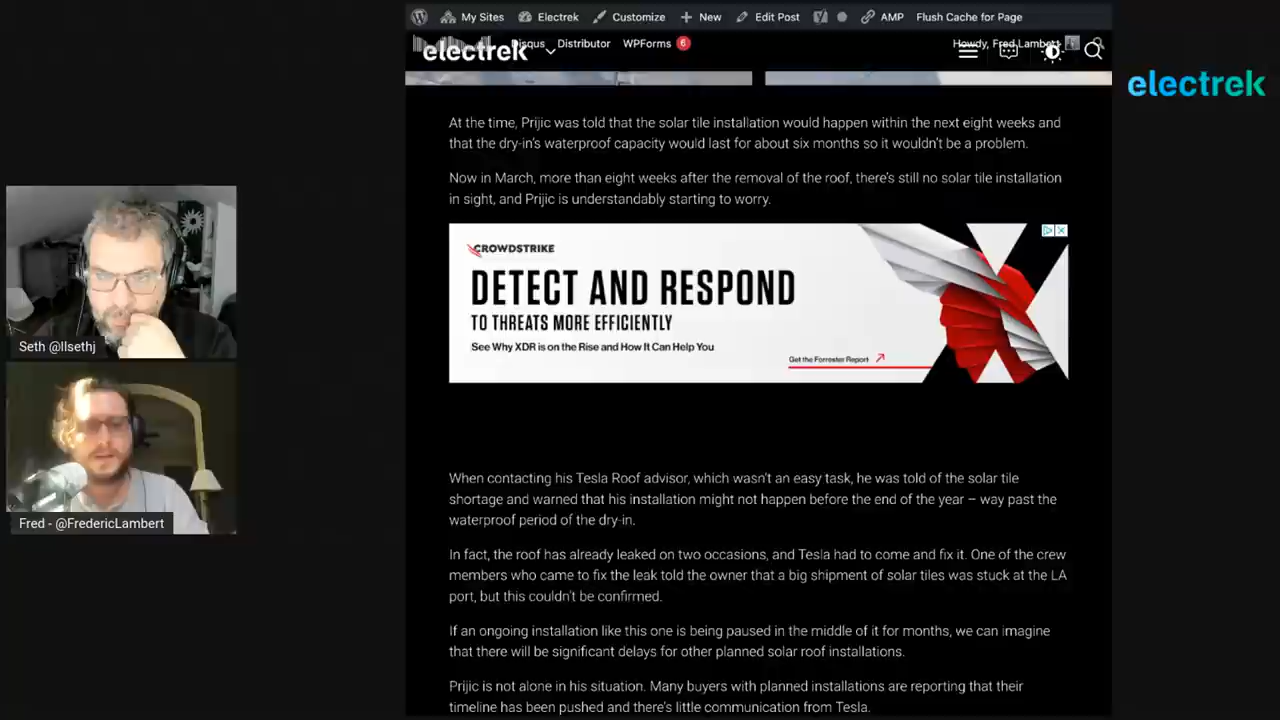 My Sites Electrek Customize New Edit Post AMP Flush Cache for Page
Disqus Distributor WPForms 6 Howdy, Fred Lambert
electrek
electrek
At the time, Prijic was told that the solar tile installation would happen within the next eight weeks and
that the dry-in's waterproof capacity would last for about six months so it wouldn't be a problem.
Now in March, more than eight weeks after the removal of the roof, there's still no solar tile installation
in sight, and Prijic is understandably starting to worry.
CROWDSTRIKE
DETECT AND RESPOND
TO THREATS MORE EFFICIENTLY
See Why XDR is on the Rise and How It Can Help You
Get the Forrester Report
Seth @llsethj
Fred - @FredericLambert
When contacting his Tesla Roof advisor, which wasn't an easy task, he was told of the solar tile
shortage and warned that his installation might not happen before the end of the year – way past the
waterproof period of the dry-in.
In fact, the roof has already leaked on two occasions, and Tesla had to come and fix it. One of the crew
members who came to fix the leak told the owner that a big shipment of solar tiles was stuck at the LA
port, but this couldn't be confirmed.
If an ongoing installation like this one is being paused in the middle of it for months, we can imagine
that there will be significant delays for other planned solar roof installations.
Prijic is not alone in his situation. Many buyers with planned installations are reporting that their
timeline has been pushed and there's little communication from Tesla.